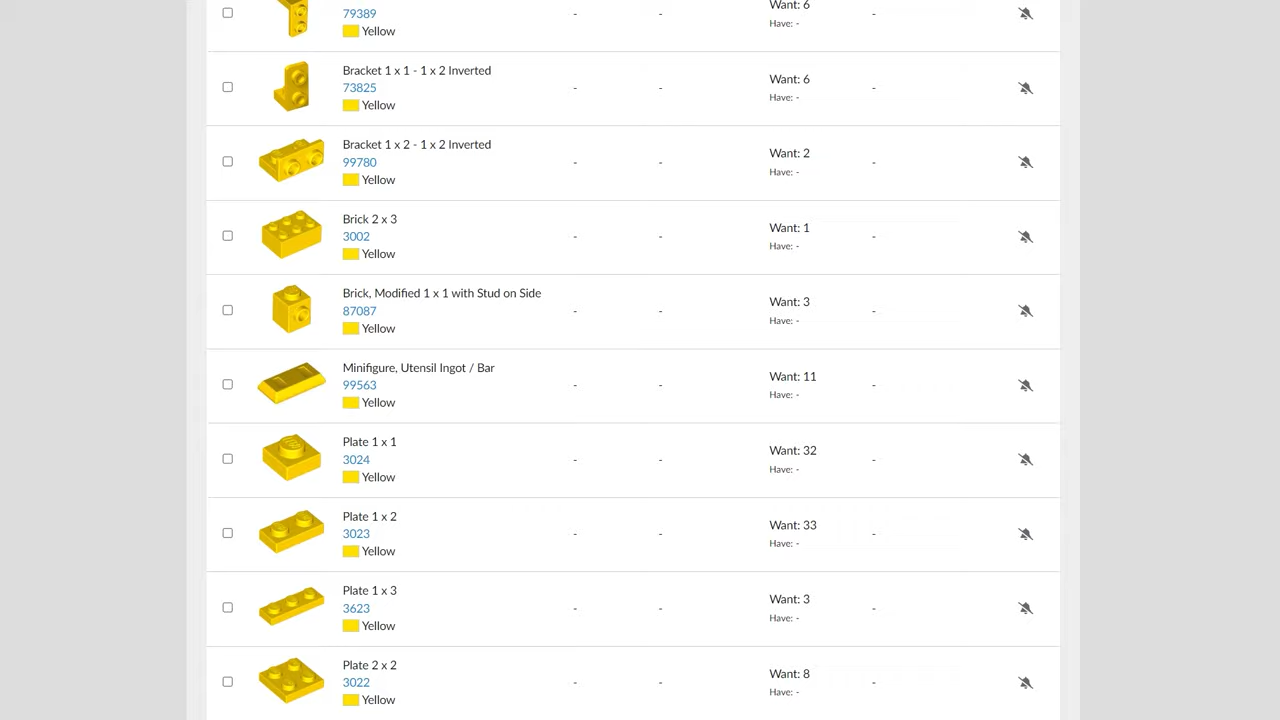 79389 - - Want: 6 -
Have: -
Yellow
Bracket 1 x 1 - 1 x 2 Inverted
73825 - - Want: 6 -
Have: -
Yellow
Bracket 1 x 2 - 1 x 2 Inverted
99780 - - Want: 2 -
Have: -
Yellow
Brick 2 x 3
3002 - - Want: 1 -
Have: -
Yellow
Brick, Modified 1 x 1 with Stud on Side
87087 - - Want: 3 -
Have: -
Yellow
Minifigure, Utensil Ingot / Bar
99563 - - Want: 11 -
Have: -
Yellow
Plate 1 x 1
3024 - - Want: 32 -
Have: -
Yellow
Plate 1 x 2
3023 - - Want: 33 -
Have: -
Yellow
Plate 1 x 3
3623 - - Want: 3 -
Have: -
Yellow
Plate 2 x 2
3022 - - Want: 8 -
Have: -
Yellow